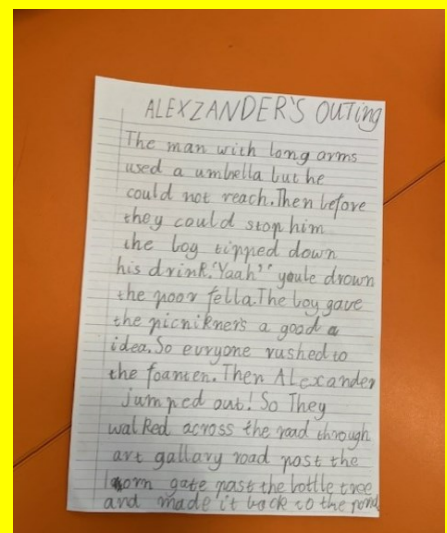 ALEXZANDER'S OUTing
The man with long arms
used a umbella but he
could not reach. Then before
they could stop him
the boy tipped down
his drink. "Yaah" youle drown
the poor fella. The boy gave
the picnikners a good a
idea. So evryone rushed to
the foanten. Then ALexander
jumped out! So They
walked across the road through
art gallary road past the
gate past the bottle tree
and made it back to the pond